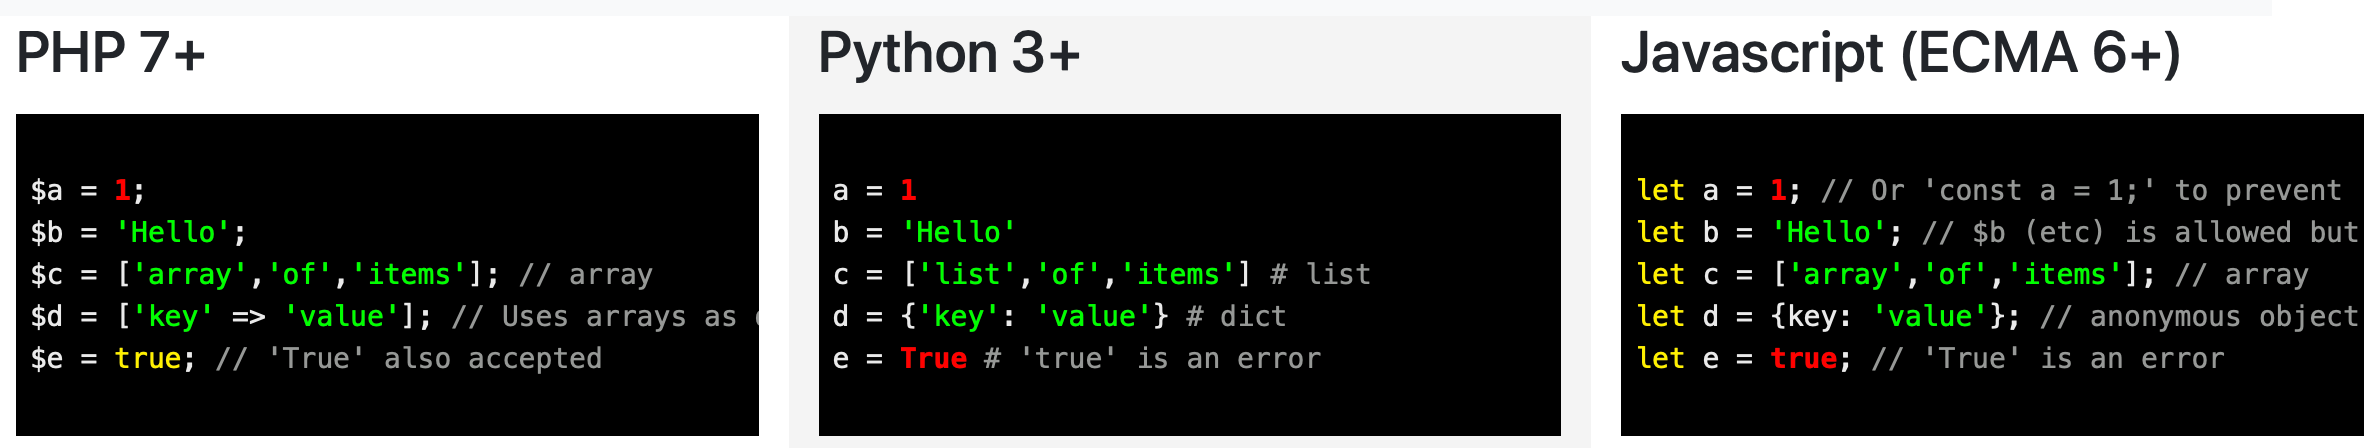 PHP 7+
$a = 1;
$b = 'Hello';
$c = ['array','of','items']; // array
$d = ['key' => 'value']; // Uses arrays as
$e = true; // 'True' also accepted
Python 3+
a = 1
b = 'Hello'
c = ['list','of','items'] # list
d = {'key': 'value'} # dict
e = True # 'true' is an error
Javascript (ECMA 6+)
let a = 1; // Or 'const a = 1;' to prevent
let b = 'Hello'; // $b (etc) is allowed but
let c = ['array','of','items']; // array
let d = {key: 'value'}; // anonymous object
let e = true; // 'True' is an error